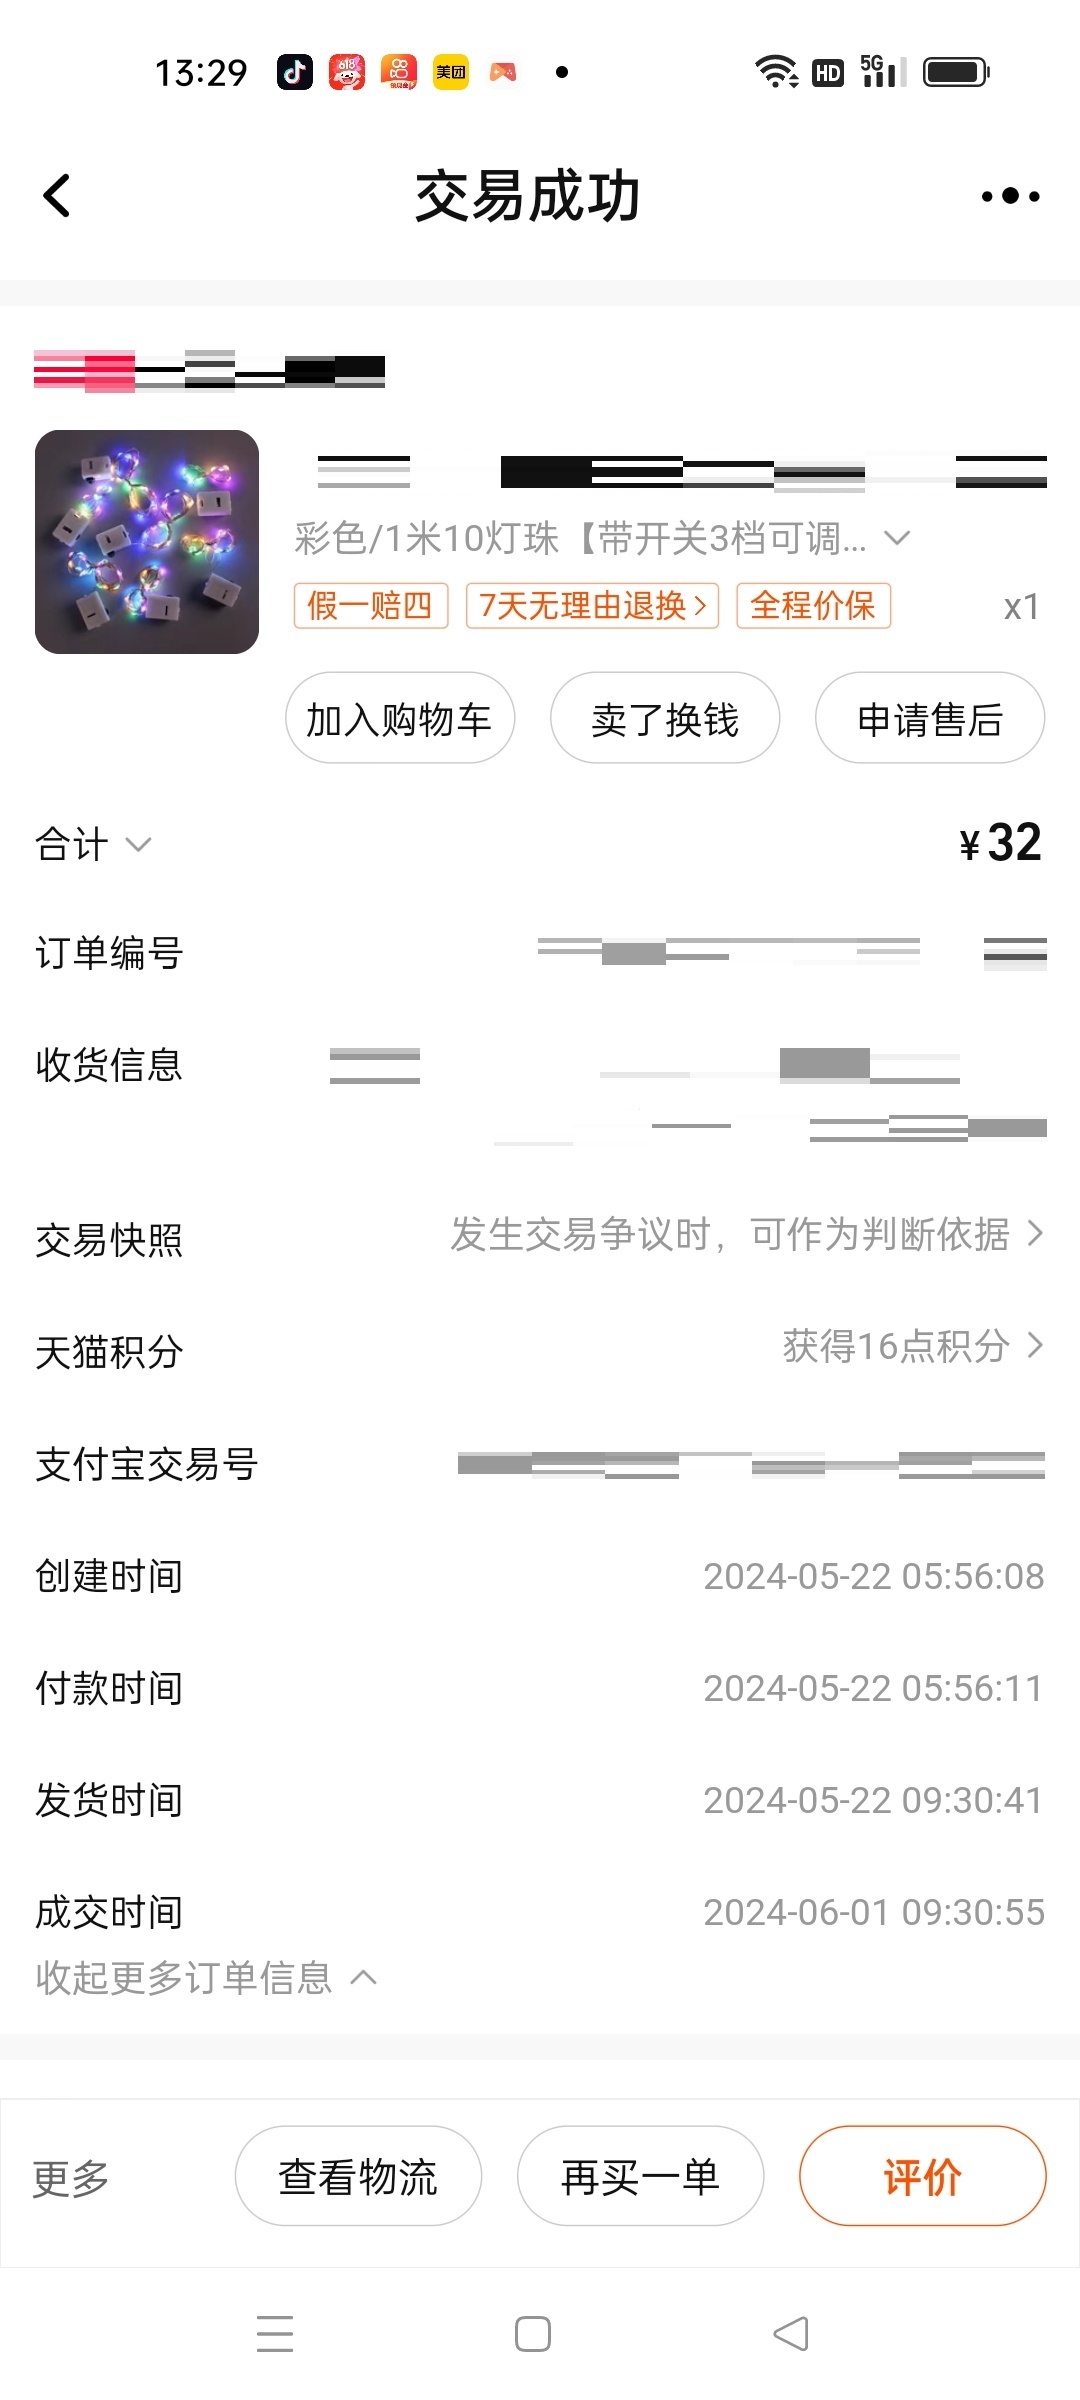 13:29 618 美团 HD 5G
交易成功
彩色/1米10灯珠【带开关3档可调...
假一赔四 7天无理由退换 全程价保 x1
加入购物车 卖了换钱 申请售后
合计 ¥32
订单编号
收货信息
交易快照 发生交易争议时，可作为判断依据
天猫积分 获得16点积分
支付宝交易号
创建时间 2024-05-22 05:56:08
付款时间 2024-05-22 05:56:11
发货时间 2024-05-22 09:30:41
成交时间 2024-06-01 09:30:55
收起更多订单信息
更多 查看物流 再买一单 评价